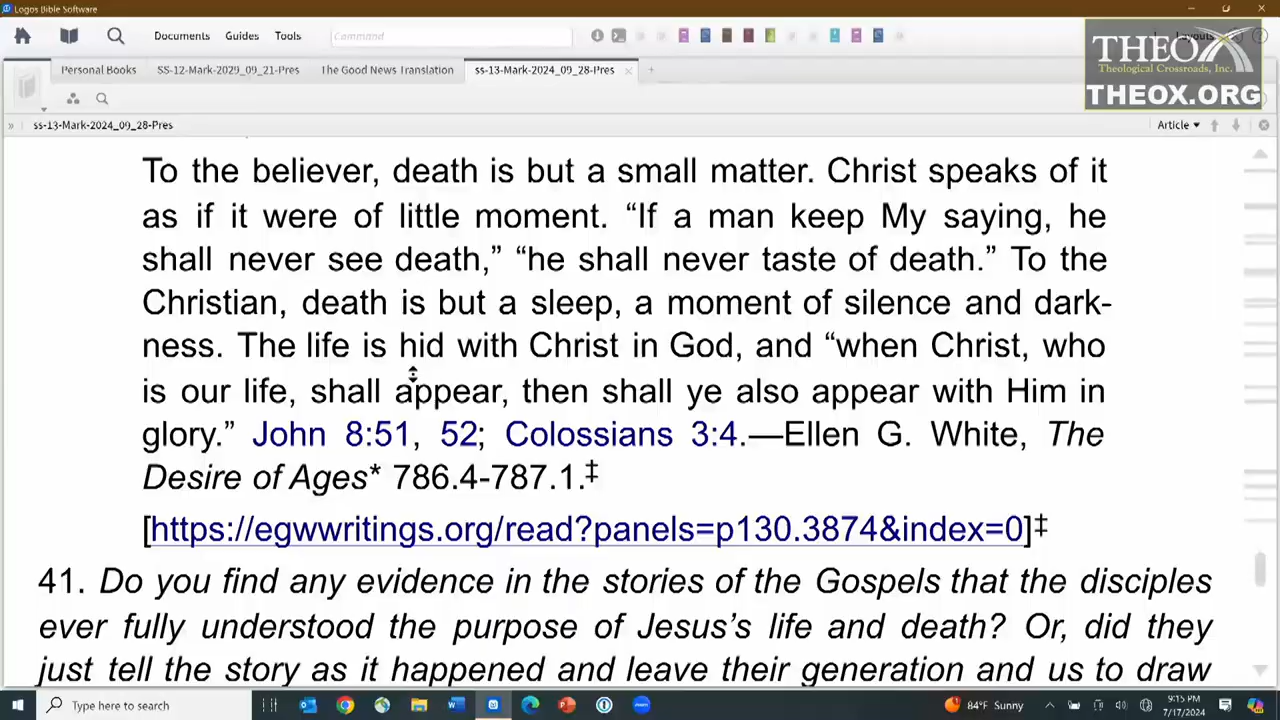 Logos Bible Software
Documents Guides Tools Command Layouts
THEOX
Theological Crossroads, Inc.
THEOX.ORG
Personal Books SS-12-Mark-2029_09_21-Pres The Good News Translati ss-13-Mark-2024_09_28-Pres
ss-13-Mark-2024_09_28-Pres Article
To the believer, death is but a small matter. Christ speaks of it
as if it were of little moment. “If a man keep My saying, he
shall never see death,” “he shall never taste of death.” To the
Christian, death is but a sleep, a moment of silence and dark-
ness. The life is hid with Christ in God, and “when Christ, who
is our life, shall appear, then shall ye also appear with Him in
glory.” John 8:51, 52; Colossians 3:4.—Ellen G. White, The
Desire of Ages* 786.4-787.1.‡
[https://egwwritings.org/read?panels=p130.3874&index=0]‡
41. Do you find any evidence in the stories of the Gospels that the disciples
ever fully understood the purpose of Jesus’s life and death? Or, did they
just tell the story as it happened and leave their generation and us to draw
Type here to search 84°F Sunny 9:15 PM
7/17/2024